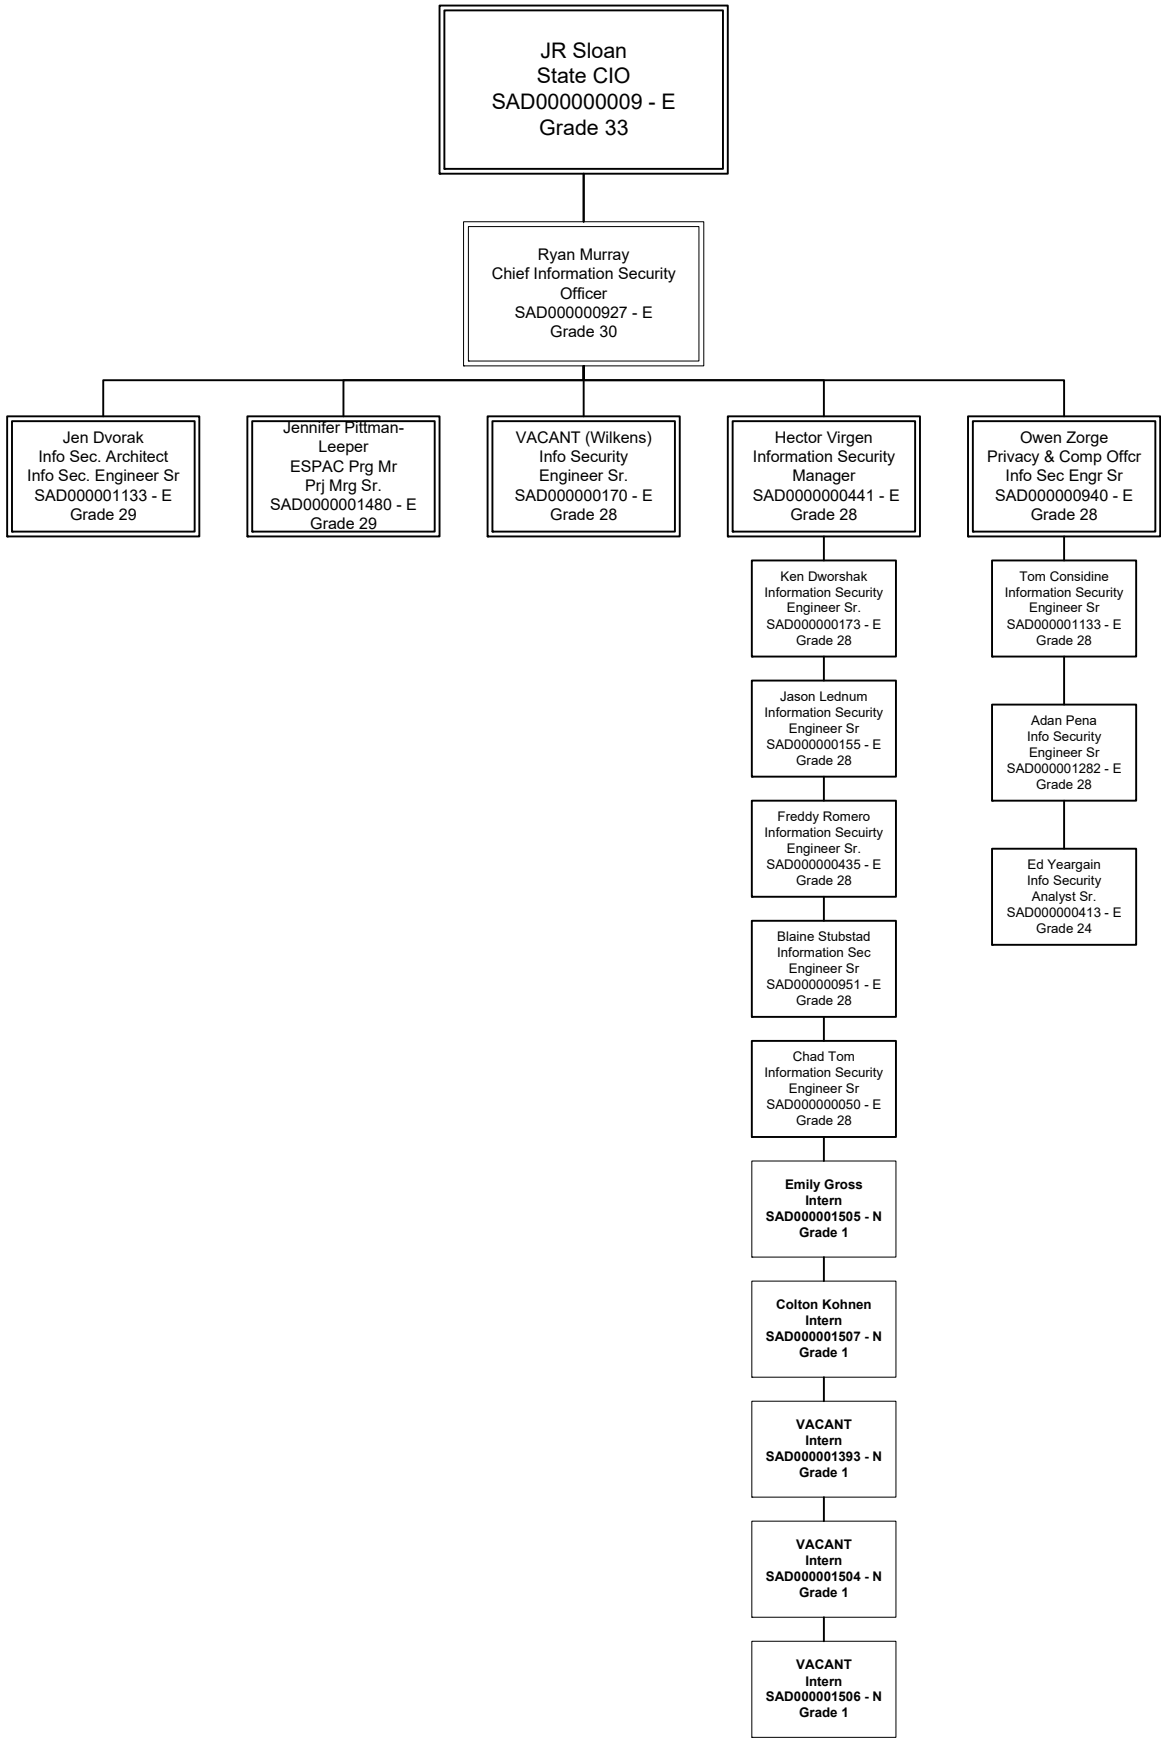 JR Sloan
State CIO
SAD000000009 - E
Grade 33
Ryan Murray
Chief Information Security
Officer
SAD000000927 - E
Grade 30
Jen Dvorak
Info Sec. Architect
Info Sec. Engineer Sr
SAD000001133 - E
Grade 29
Jennifer Pittman-
Leeper
ESPAC Prg Mr
Prj Mrg Sr.
SAD0000001480 - E
Grade 29
VACANT (Wilkens)
Info Security
Engineer Sr.
SAD000000170 - E
Grade 28
Hector Virgen
Information Security
Manager
SAD0000000441 - E
Grade 28
Owen Zorge
Privacy & Comp Offcr
Info Sec Engr Sr
SAD000000940 - E
Grade 28
Ken Dworshak
Information Security
Engineer Sr.
SAD000000173 - E
Grade 28
Jason Lednum
Information Security
Engineer Sr
SAD000000155 - E
Grade 28
Freddy Romero
Information Secuirty
Engineer Sr.
SAD000000435 - E
Grade 28
Blaine Stubstad
Information Sec
Engineer Sr
SAD000000951 - E
Grade 28
Chad Tom
Information Security
Engineer Sr
SAD000000050 - E
Grade 28
Emily Gross
Intern
SAD000001505 - N
Grade 1
Colton Kohnen
Intern
SAD000001507 - N
Grade 1
VACANT
Intern
SAD000001393 - N
Grade 1
VACANT
Intern
SAD000001504 - N
Grade 1
VACANT
Intern
SAD000001506 - N
Grade 1
Tom Considine
Information Security
Engineer Sr
SAD000001133 - E
Grade 28
Adan Pena
Info Security
Engineer Sr
SAD000001282 - E
Grade 28
Ed Yeargain
Info Security
Analyst Sr.
SAD000000413 - E
Grade 24